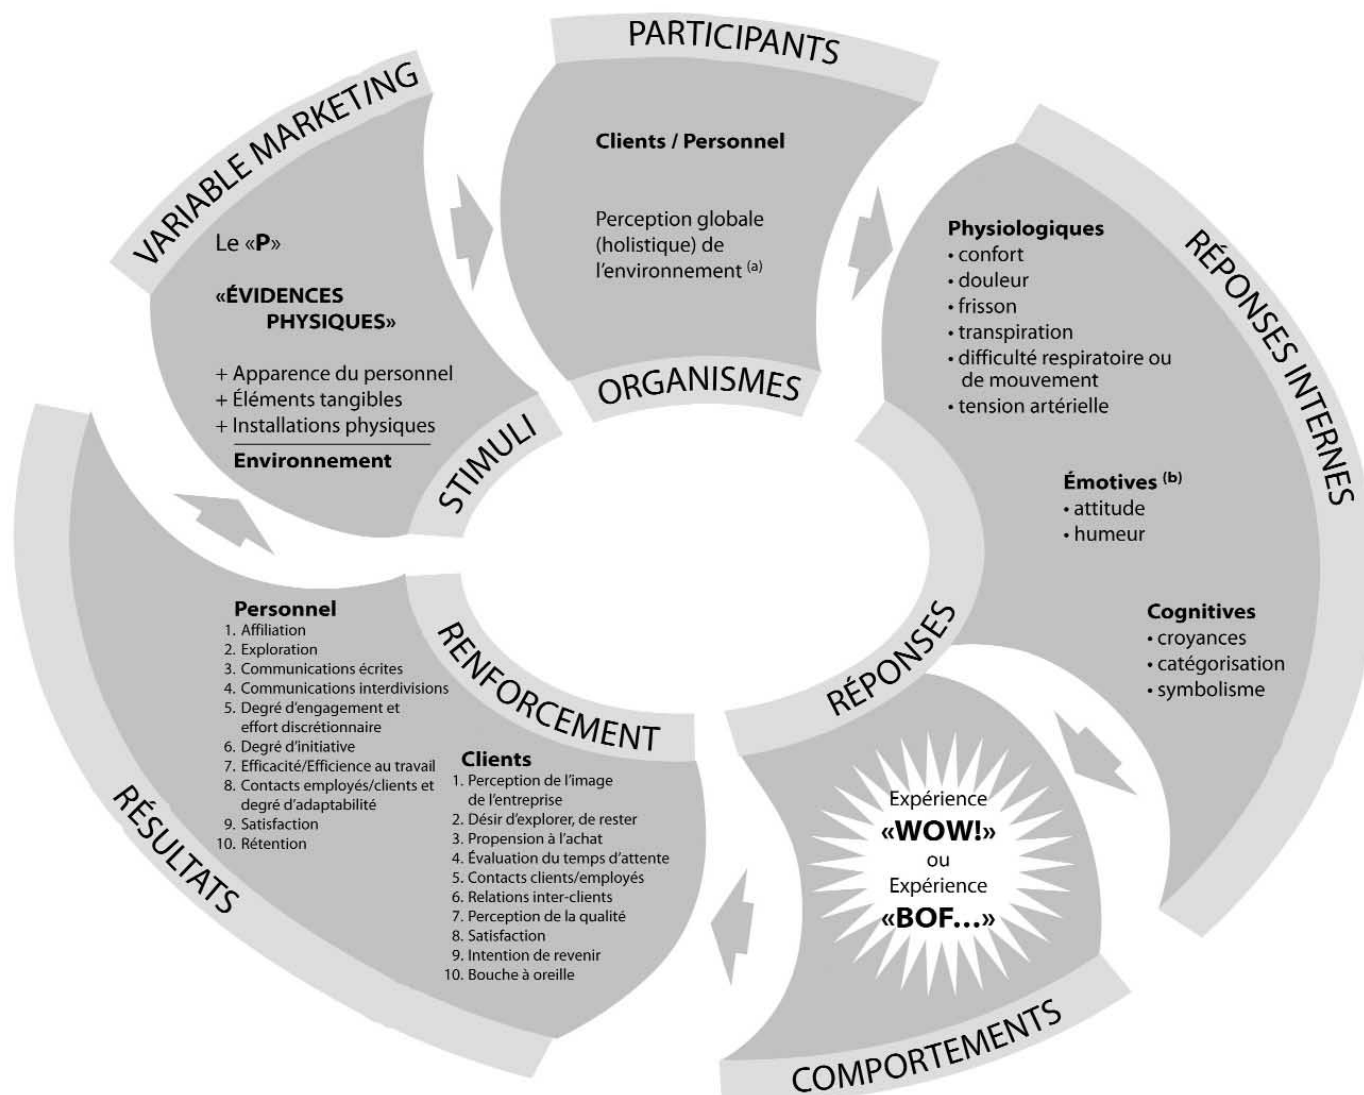 VARIABLE MARKETING
Le «P»
«ÉVIDENCES
PHYSIQUES»
+ Apparence du personnel
+ Éléments tangibles
+ Installations physiques
Environnement
STIMULI
PARTICIPANTS
Clients / Personnel
Perception globale
(holistique) de
l'environnement (a)
ORGANISMES
RÉPONSES INTERNES
Physiologiques
• confort
• douleur
• frisson
• transpiration
• difficulté respiratoire ou
de mouvement
• tension artérielle
Émotives (b)
• attitude
• humeur
Cognitives
• croyances
• catégorisation
• symbolisme
RÉPONSES
Expérience
«WOW!»
ou
Expérience
«BOF...»
COMPORTEMENTS
RENFORCEMENT
Personnel
1. Affiliation
2. Exploration
3. Communications écrites
4. Communications interdivisions
5. Degré d'engagement et
effort discrétionnaire
6. Degré d'initiative
7. Efficacité/Efficience au travail
8. Contacts employés/clients et
degré d'adaptabilité
9. Satisfaction
10. Rétention
Clients
1. Perception de l'image
de l'entreprise
2. Désir d'explorer, de rester
3. Propension à l'achat
4. Évaluation du temps d'attente
5. Contacts clients/employés
6. Relations inter-clients
7. Perception de la qualité
8. Satisfaction
9. Intention de revenir
10. Bouche à oreille
RÉSULTATS